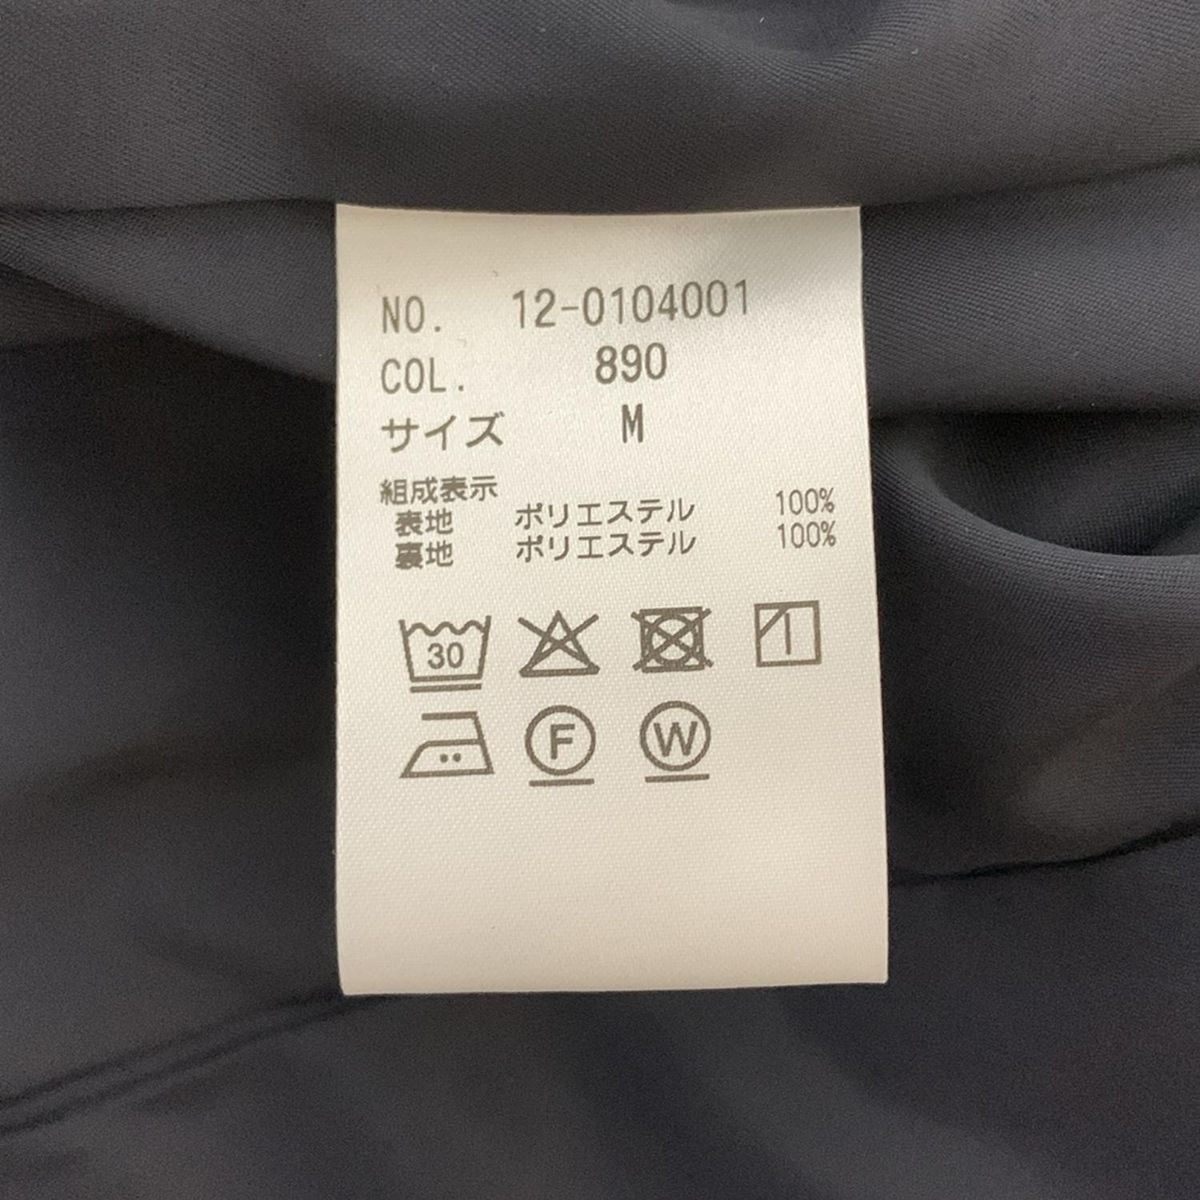 NO. 12-0104001
COL. 890
サイズ M
組成表示
表地 ポリエステル 100%
裏地 ポリエステル 100%
30
F W